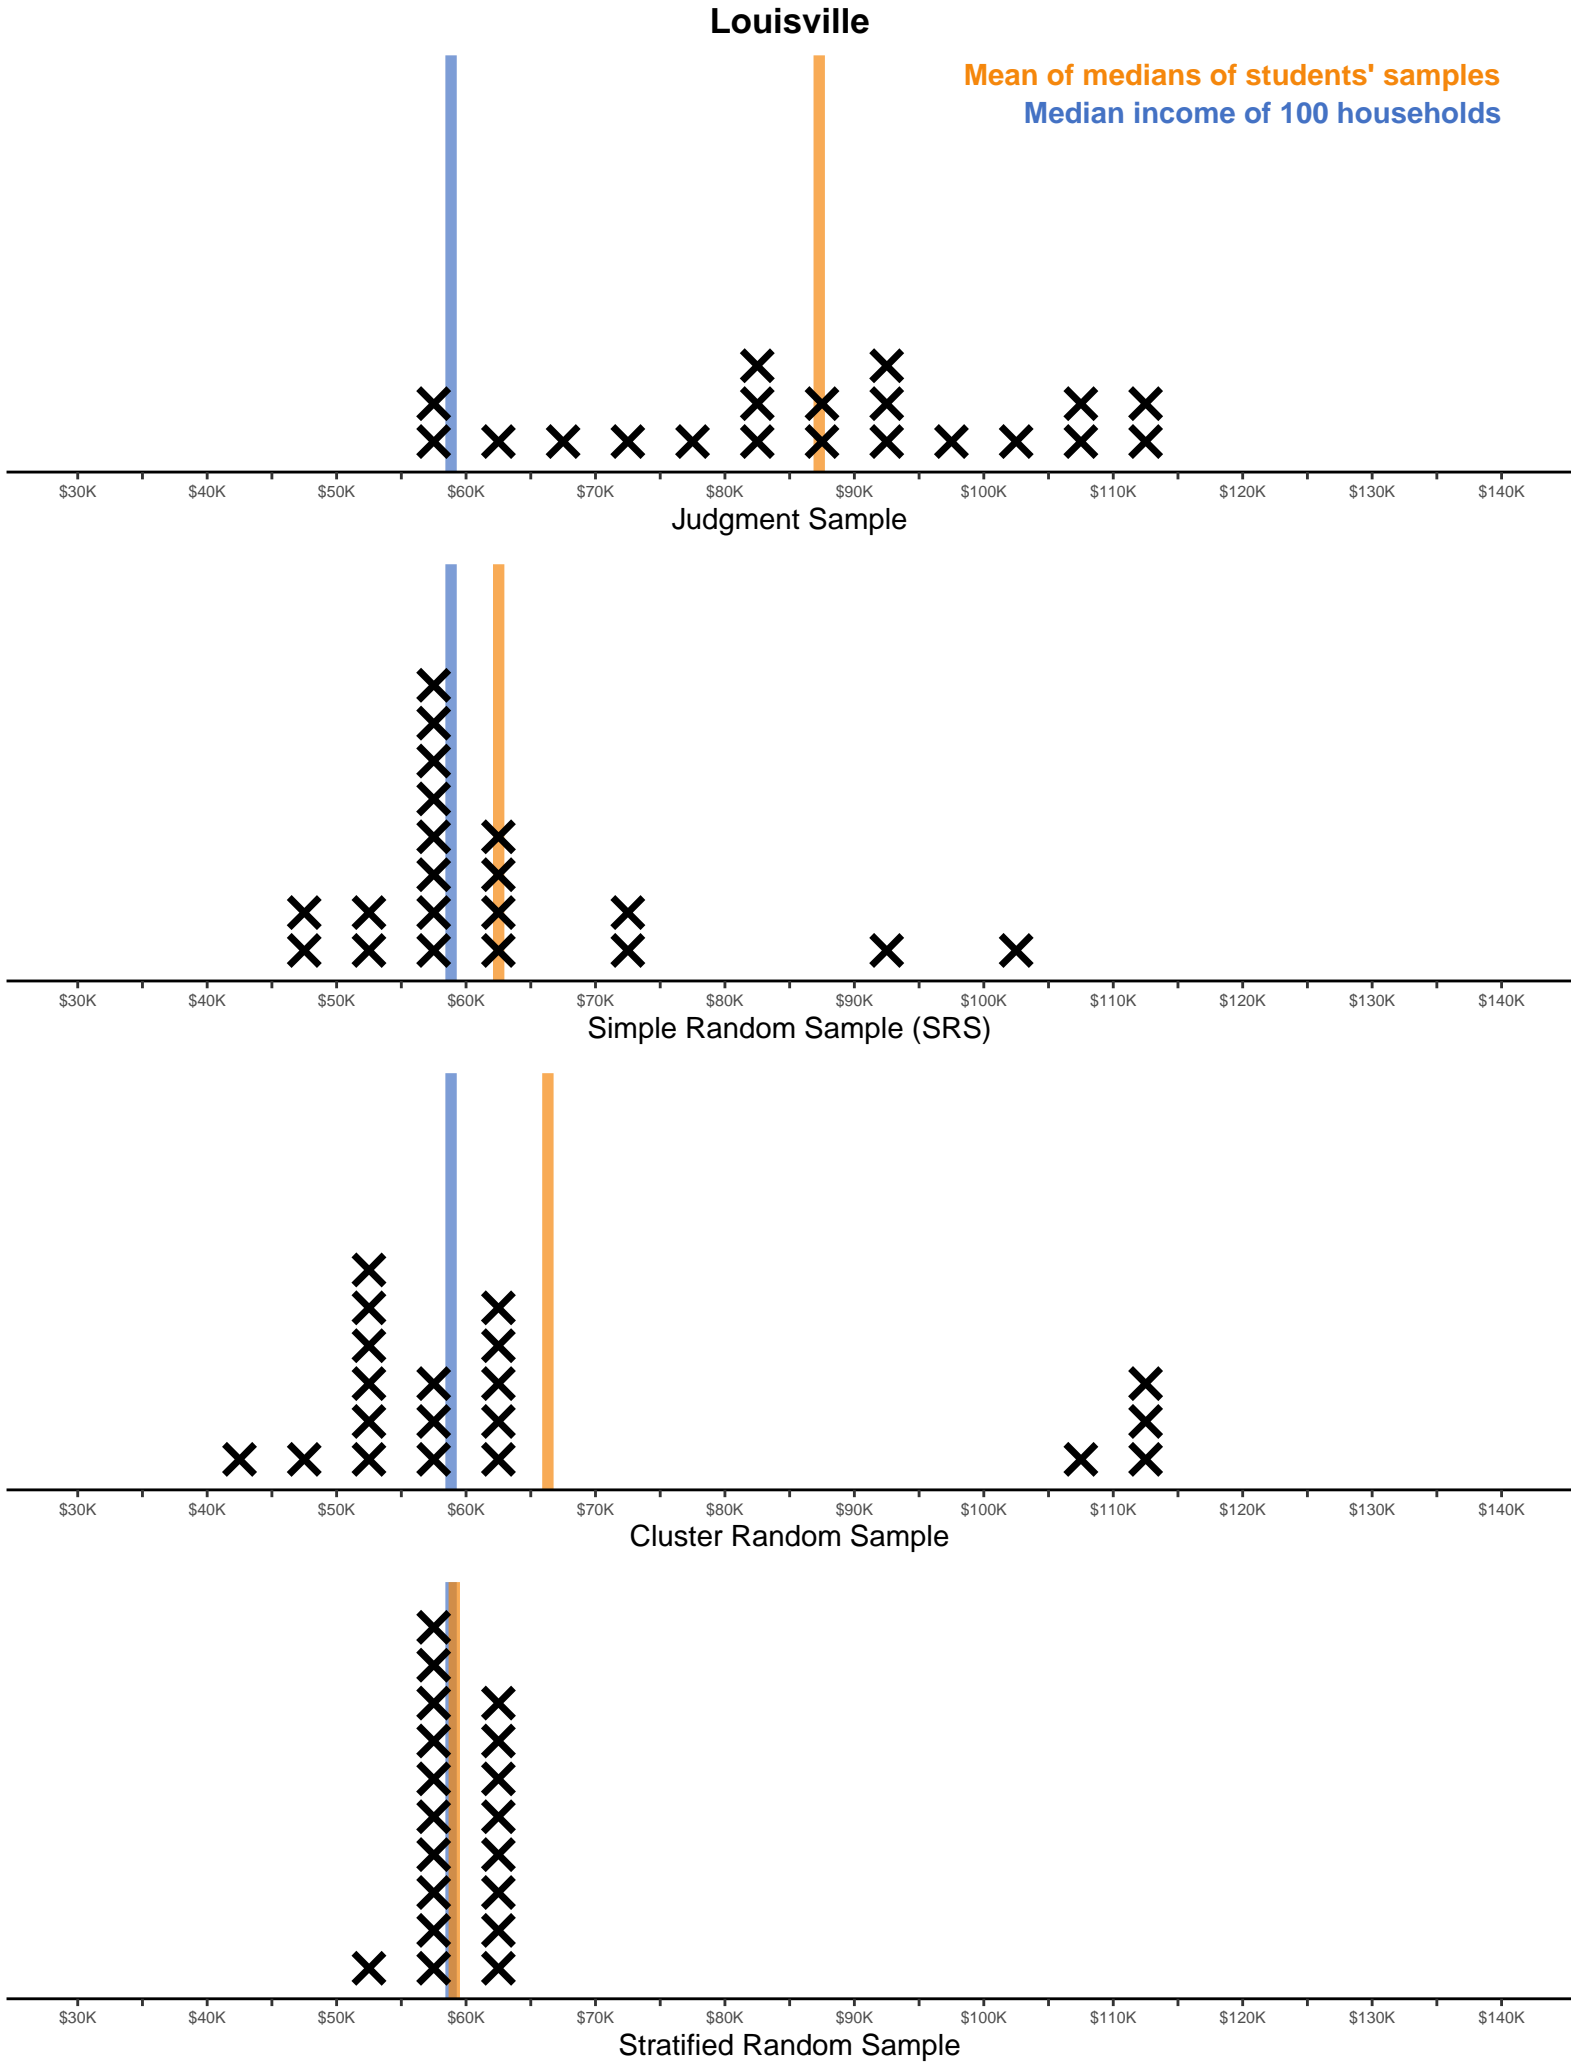 Louisville
Mean of medians of students' samples
Median income of 100 households
$30K $40K $50K $60K $70K $80K $90K $100K $110K $120K $130K $140K
Judgment Sample
$30K $40K $50K $60K $70K $80K $90K $100K $110K $120K $130K $140K
Simple Random Sample (SRS)
$30K $40K $50K $60K $70K $80K $90K $100K $110K $120K $130K $140K
Cluster Random Sample
$30K $40K $50K $60K $70K $80K $90K $100K $110K $120K $130K $140K
Stratified Random Sample